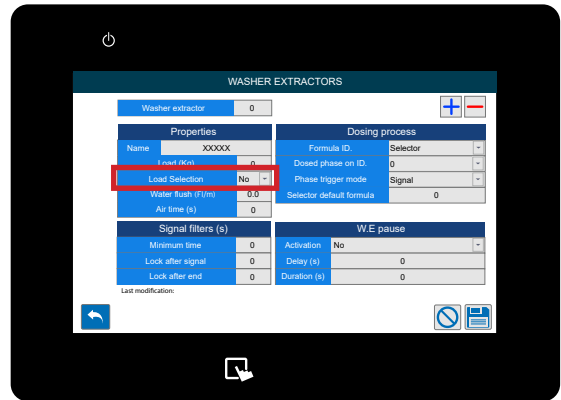 WASHER EXTRACTORS
Washer extractor 0
Properties
Name XXXXX
Load (Kg) 0
Load Selection No
Water flush (Fl/m) 0.0
Air time (s) 0
Dosing process
Formula ID. Selector
Dosed phase on ID. 0
Phase trigger mode Signal
Selector default formula 0
Signal filters (s)
Minimum time 0
Lock after signal 0
Lock after end 0
W.E pause
Activation No
Delay (s) 0
Duration (s) 0
Last modification: